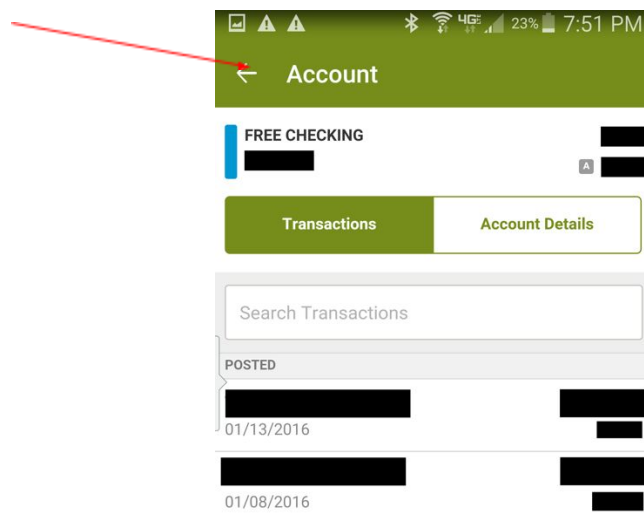 4G 23% 7:51 PM
Account
FREE CHECKING
A
Transactions Account Details
Search Transactions
POSTED
01/13/2016
01/08/2016